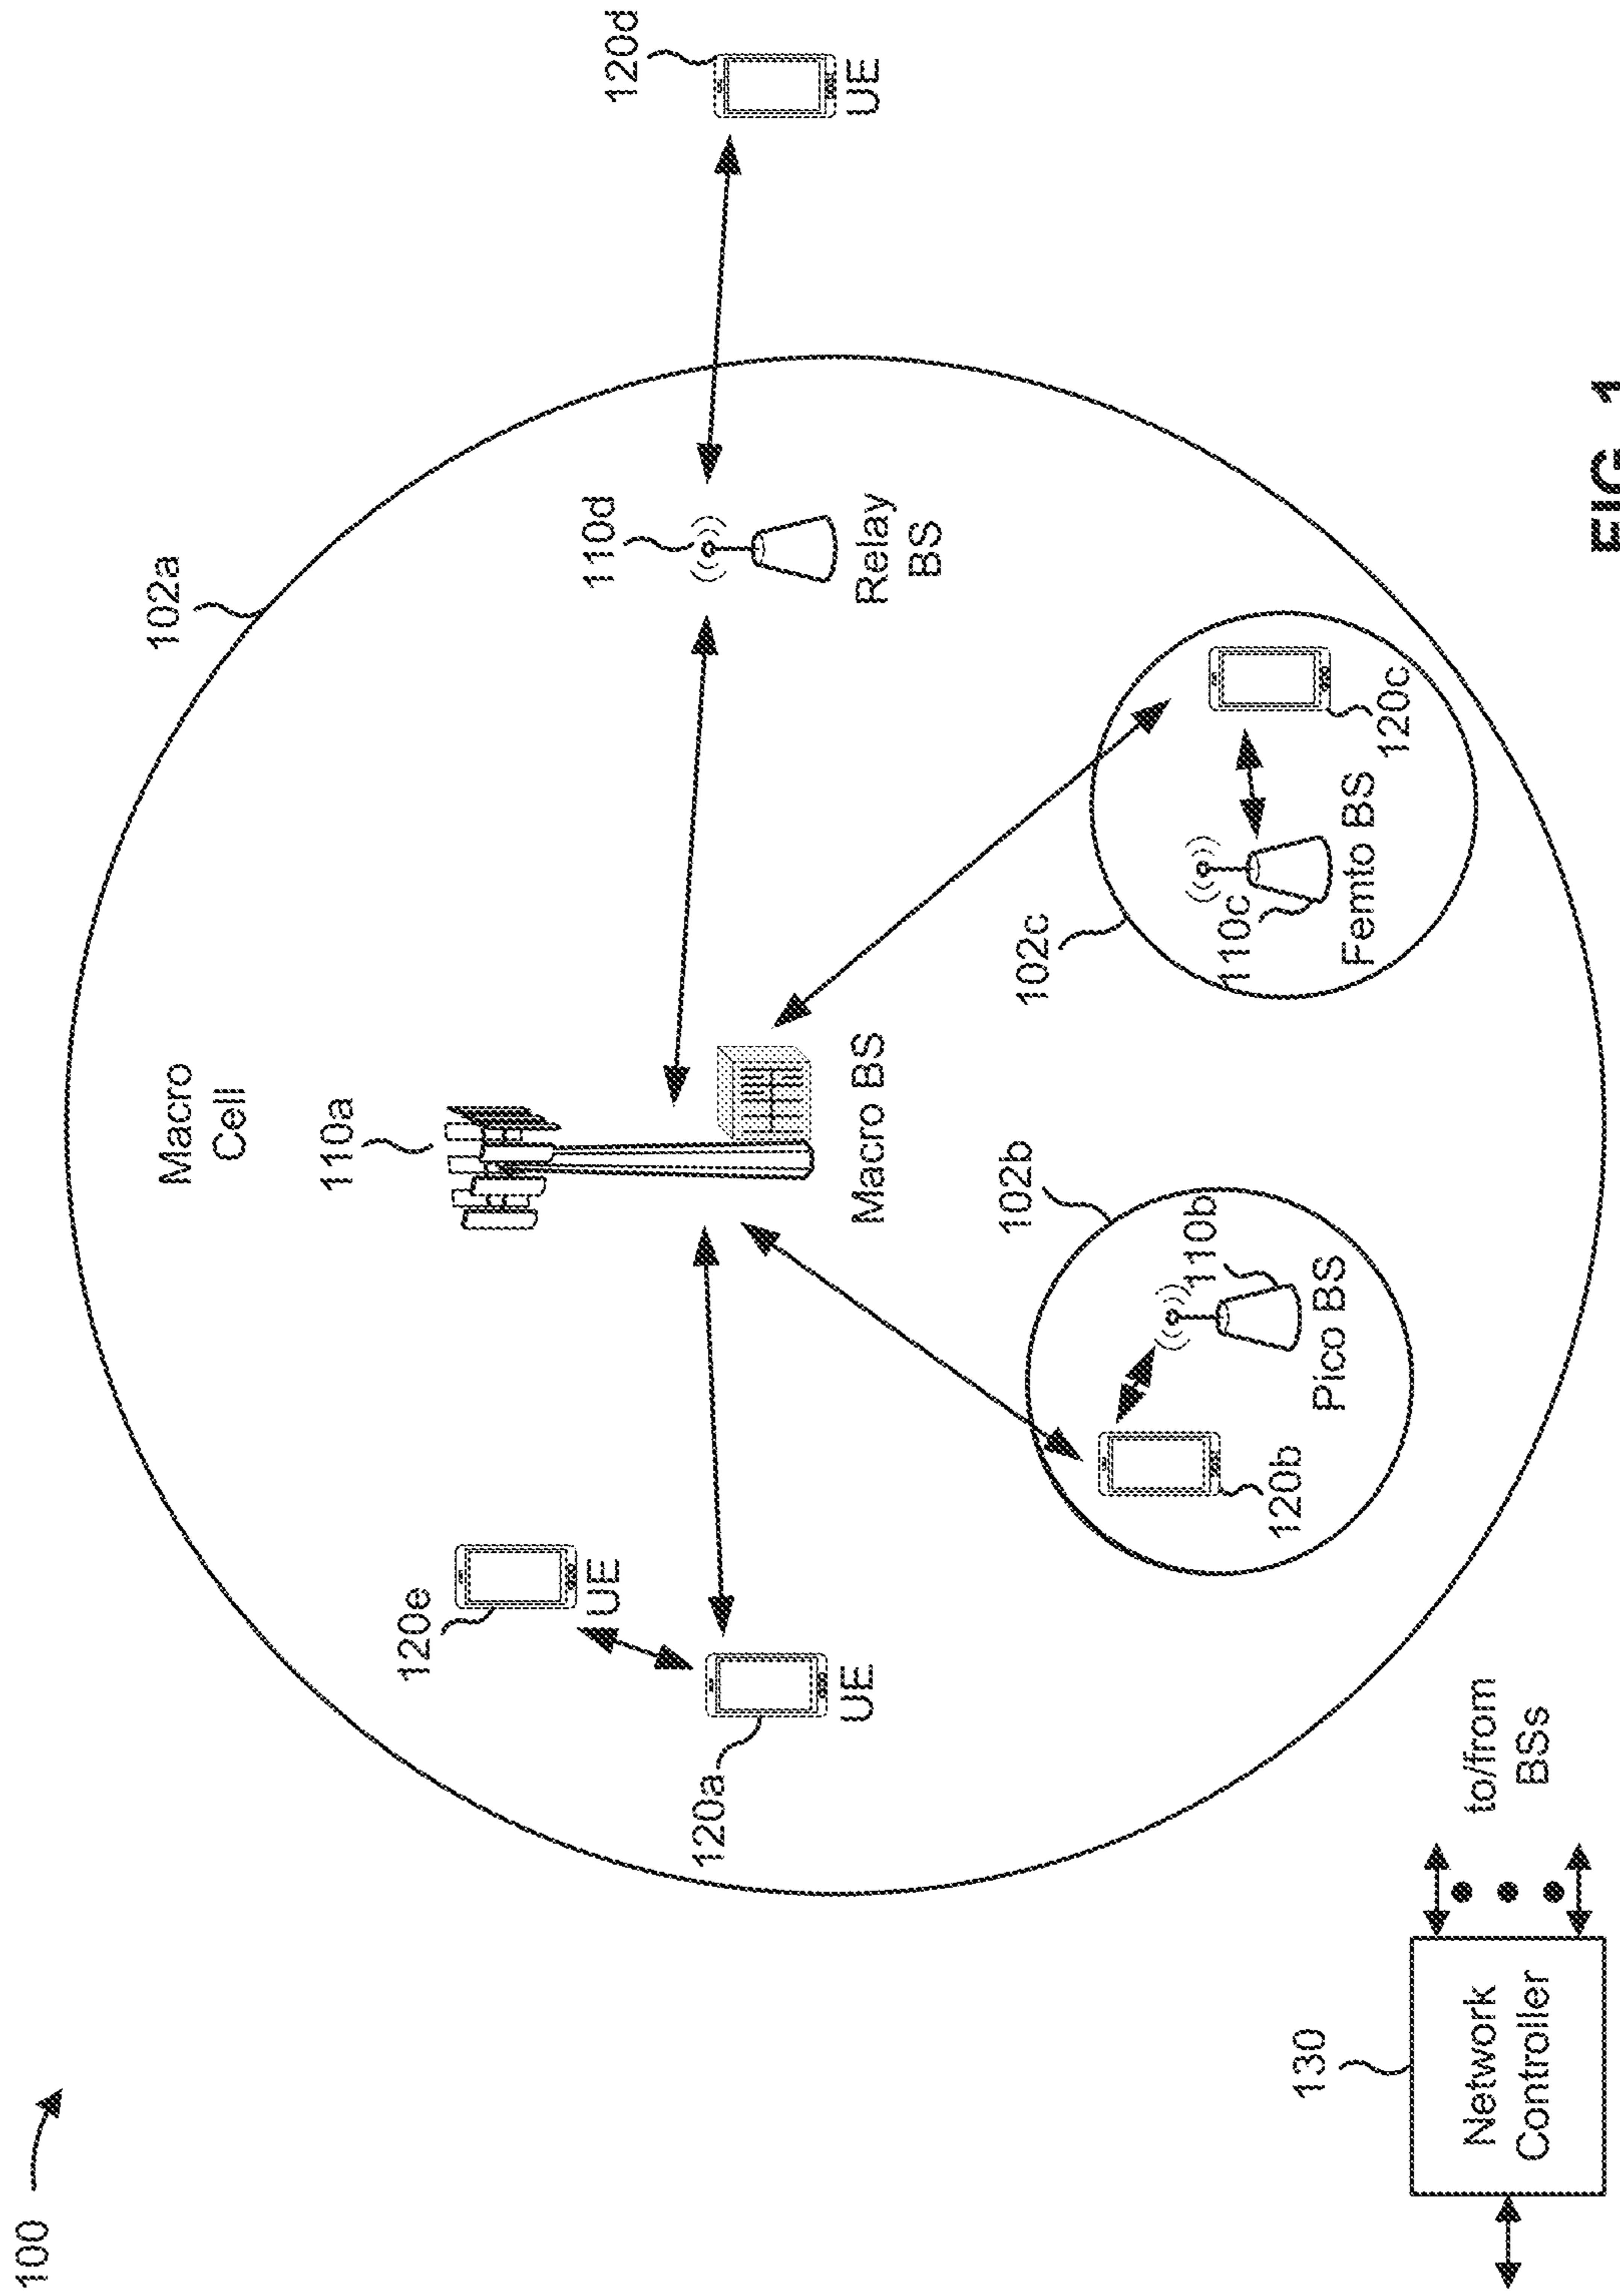 100
102a
Macro
Cell
110a
120d
UE
110d
Relay
BS
120e
UE
120a
UE
Macro BS
102b
110b
Pico BS
120b
102c
110c
Femto BS
120c
130
Network
Controller
to/from
BSs
FIG. 1